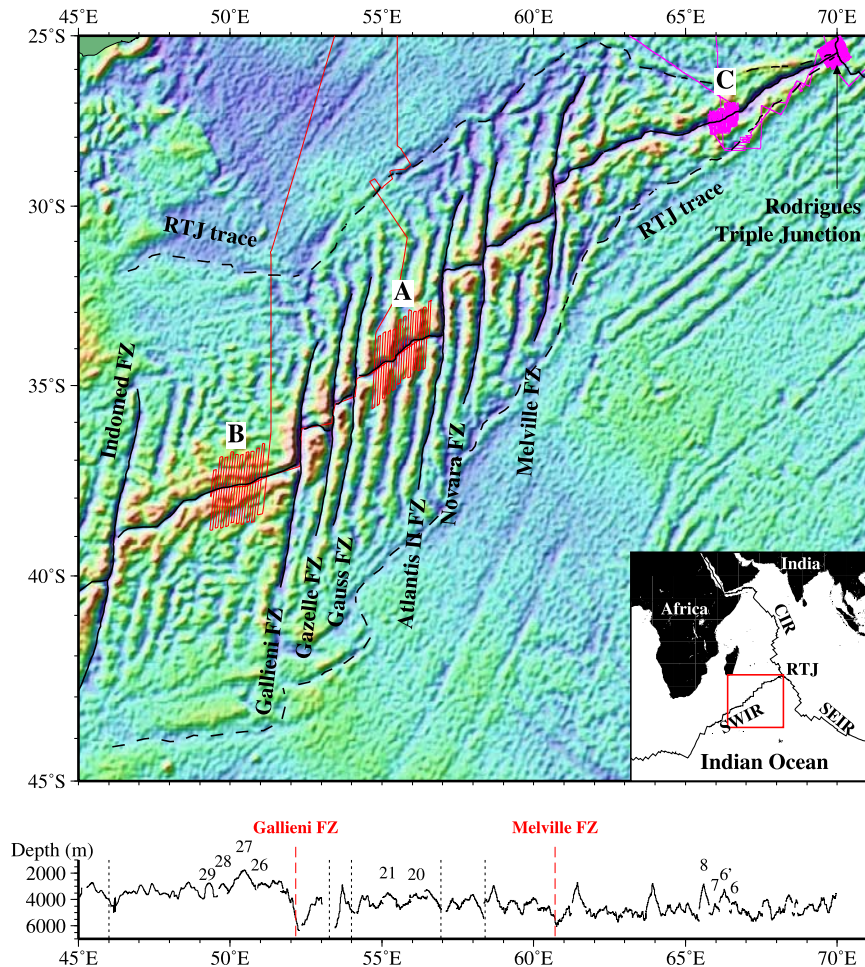 45°E 50°E 55°E 60°E 65°E 70°E
25°S
C
RTJ trace
30°S
RTJ trace
Rodrigues
Triple Junction
A
35°S
Indomed FZ
B
Melville FZ
Novara FZ
Atlantis II FZ
40°S
Gauss FZ
Gazelle FZ
Gallieni FZ
India
Africa
CIR
RTJ
SWIR
SEIR
Indian Ocean
45°S
Gallieni FZ Melville FZ
Depth (m)
2000
4000
6000
29 28 27 26 21 20 8 7 6' 6
45°E 50°E 55°E 60°E 65°E 70°E